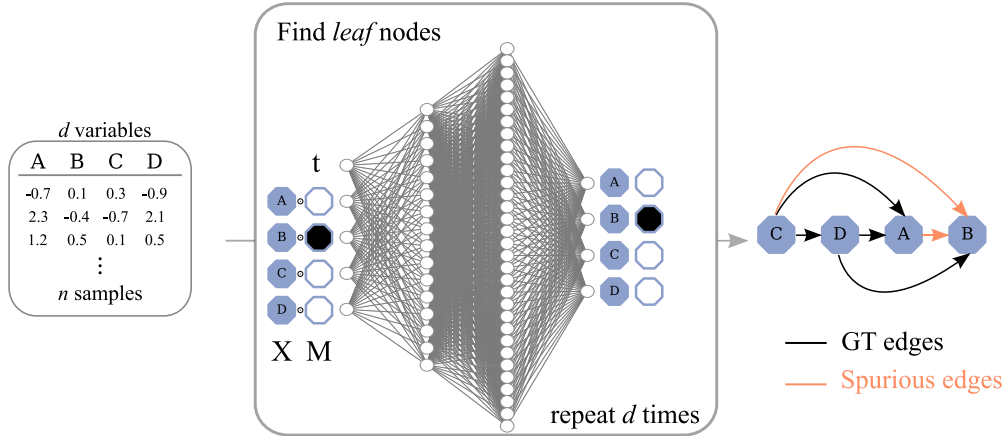 d variables
A B C D
-0.7 0.1 0.3 -0.9
2.3 -0.4 -0.7 2.1
1.2 0.5 0.1 0.5
⋮
n samples
Find leaf nodes
t
A
B
C
D
X M
A
B
C
D
repeat d times
C D A B
GT edges
Spurious edges